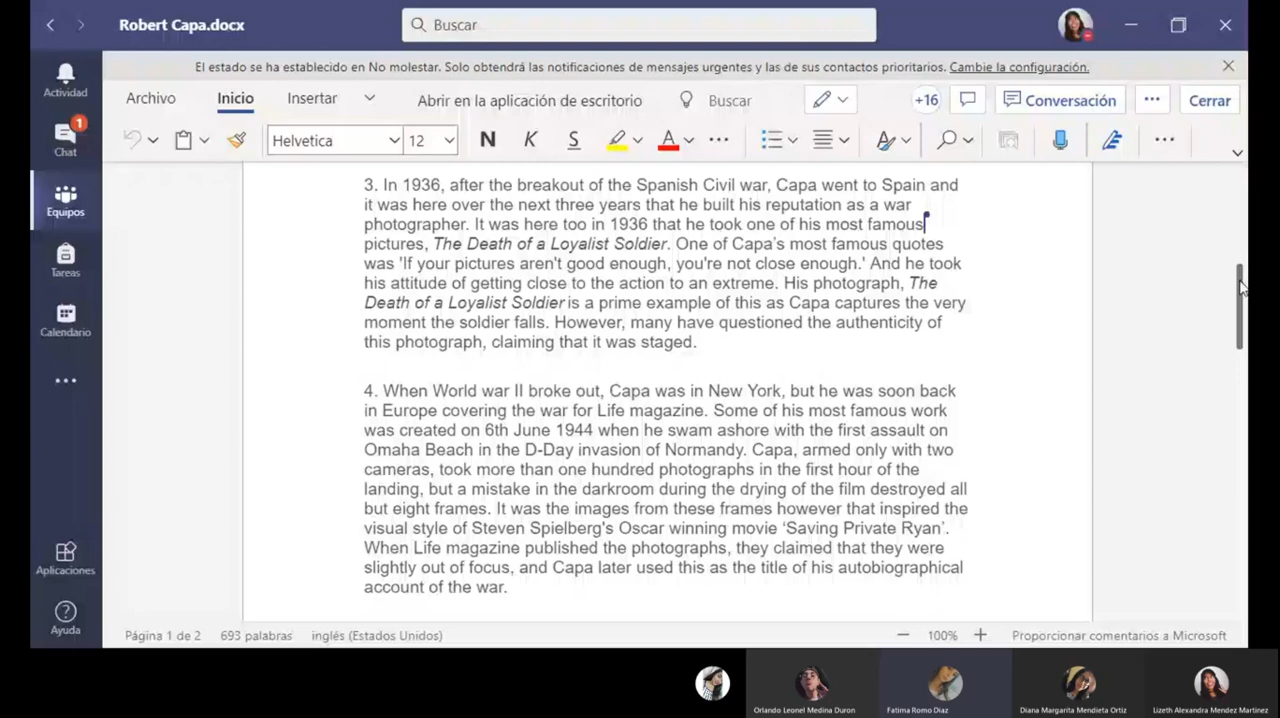 Robert Capa.docx
Buscar
El estado se ha establecido en No molestar. Solo obtendrá las notificaciones de mensajes urgentes y las de sus contactos prioritarios. Cambie la configuración.
Actividad
Archivo Inicio Insertar Abrir en la aplicación de escritorio Buscar +16 Conversación ... Cerrar
1
Chat
Helvetica 12 N K S A ... ...
Equipos
Tareas
Calendario
...
Aplicaciones
Ayuda
3. In 1936, after the breakout of the Spanish Civil war, Capa went to Spain and
it was here over the next three years that he built his reputation as a war
photographer. It was here too in 1936 that he took one of his most famous
pictures, The Death of a Loyalist Soldier. One of Capa's most famous quotes
was 'If your pictures aren't good enough, you're not close enough.' And he took
his attitude of getting close to the action to an extreme. His photograph, The
Death of a Loyalist Soldier is a prime example of this as Capa captures the very
moment the soldier falls. However, many have questioned the authenticity of
this photograph, claiming that it was staged.
4. When World war II broke out, Capa was in New York, but he was soon back
in Europe covering the war for Life magazine. Some of his most famous work
was created on 6th June 1944 when he swam ashore with the first assault on
Omaha Beach in the D-Day invasion of Normandy. Capa, armed only with two
cameras, took more than one hundred photographs in the first hour of the
landing, but a mistake in the darkroom during the drying of the film destroyed all
but eight frames. It was the images from these frames however that inspired the
visual style of Steven Spielberg's Oscar winning movie ‘Saving Private Ryan’.
When Life magazine published the photographs, they claimed that they were
slightly out of focus, and Capa later used this as the title of his autobiographical
account of the war.
Página 1 de 2 693 palabras inglés (Estados Unidos) 100% Proporcionar comentarios a Microsoft
Orlando Leonel Medina Duron Fatima Romo Diaz Diana Margarita Mendieta Ortiz Lizeth Alexandra Mendez Martinez